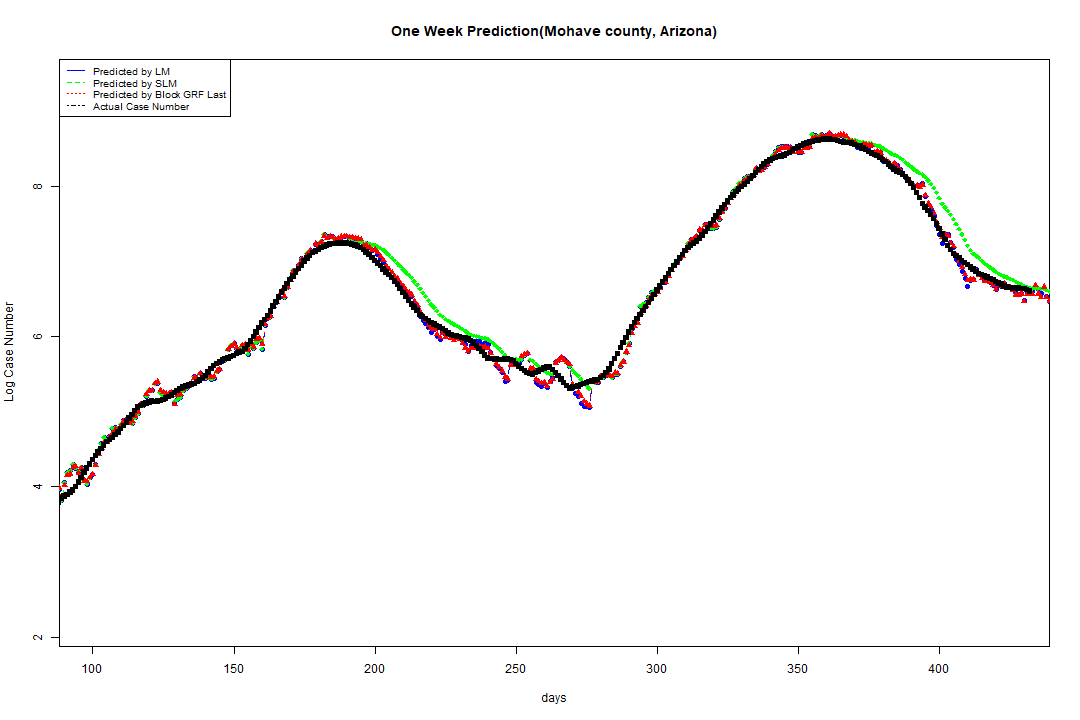 One Week Prediction(Mohave county, Arizona)
Predicted by LM
Predicted by SLM
Predicted by Block GRF Last
Actual Case Number
Log Case Number
8
6
4
2
100 150 200 250 300 350 400
days